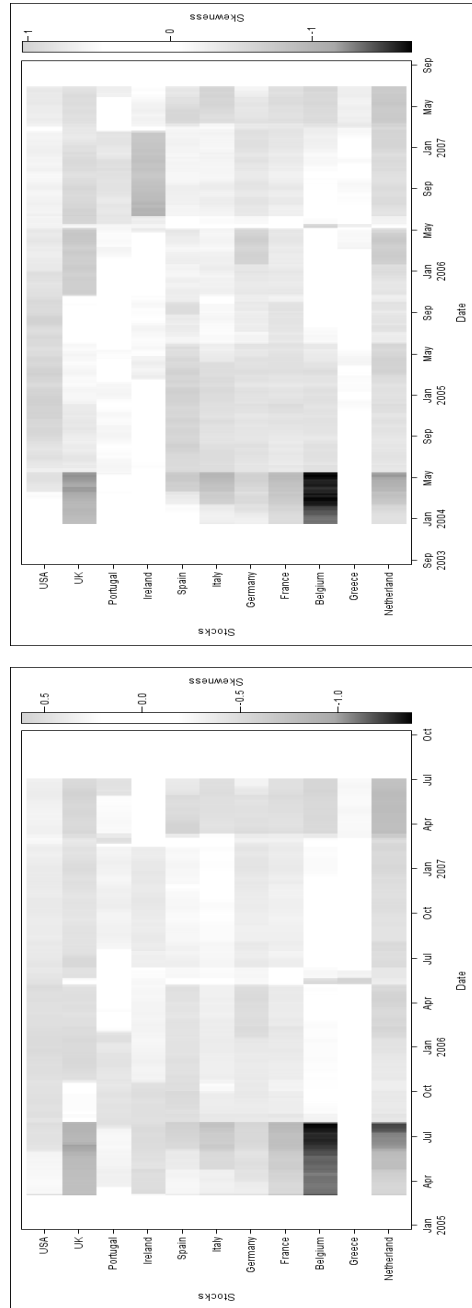 Stocks
USA
UK
Portugal
Ireland
Spain
Italy
Germany
France
Belgium
Greece
Netherland
Jan Apr Jul Oct Jan Apr Jul Oct Jan Apr Jul Oct
2005 2006 2007
Date
Skewness
0.5
0.0
-0.5
-1.0
Stocks
USA
UK
Portugal
Ireland
Spain
Italy
Germany
France
Belgium
Greece
Netherland
Sep Jan May Sep Jan May Sep Jan May Sep Jan May Sep
2003 2004 2005 2006 2007
Date
Skewness
1
0
-1